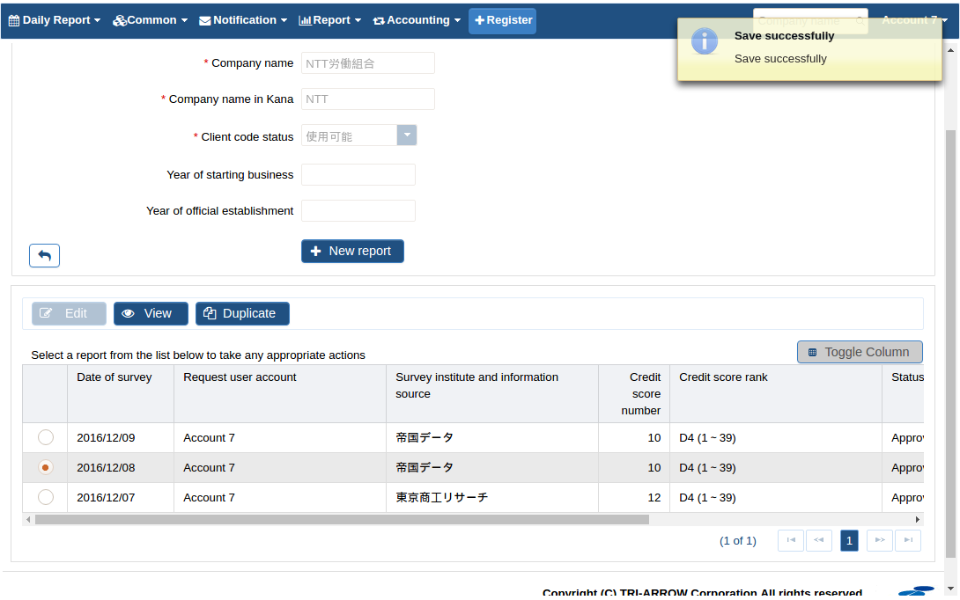 Daily Report Common Notification Report Accounting Register Account 7
Save successfully
Save successfully
* Company name NTT労働組合
* Company name in Kana NTT
* Client code status 使用可能
Year of starting business
Year of official establishment
New report
Edit View Duplicate
Select a report from the list below to take any appropriate actions
Toggle Column
Date of survey Request user account Survey institute and information source Credit score number Credit score rank Status
2016/12/09 Account 7 帝国データ 10 D4 (1 ~ 39)
2016/12/08 Account 7 帝国データ 10 D4 (1 ~ 39)
2016/12/07 Account 7 東京商工リサーチ 12 D4 (1 ~ 39)
(1 of 1) 1
Copyright (C) TRI-ARROW Corporation All rights reserved